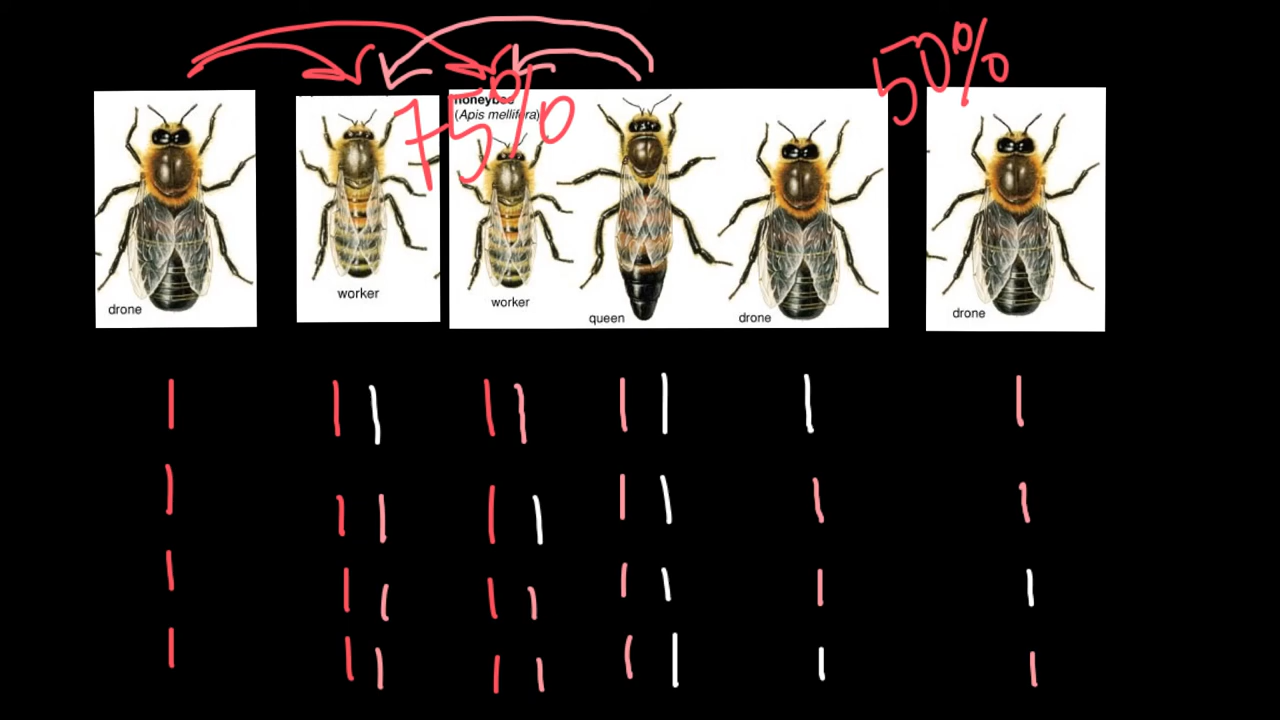 50%
75%
honeybee
(Apis mellifera)
drone
worker
worker
queen
drone
drone